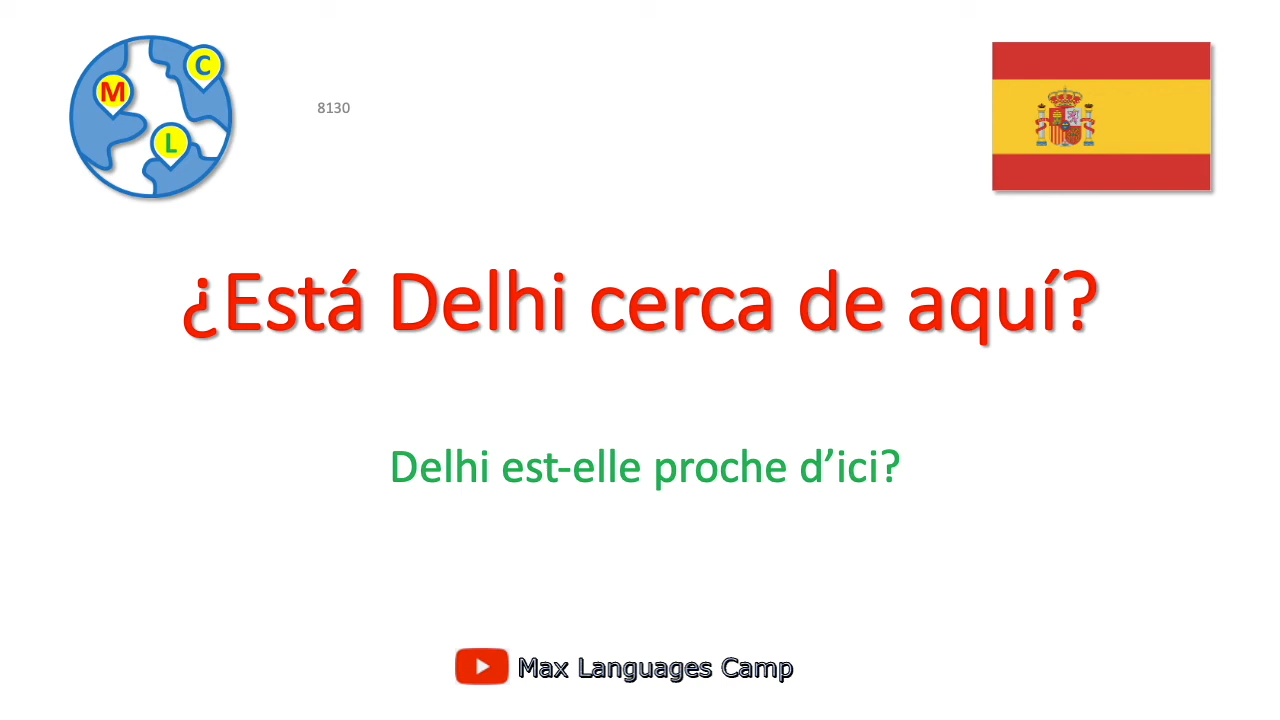 M
C
L
8130
¿Está Delhi cerca de aquí?
Delhi est-elle proche d’ici?
Max Languages Camp